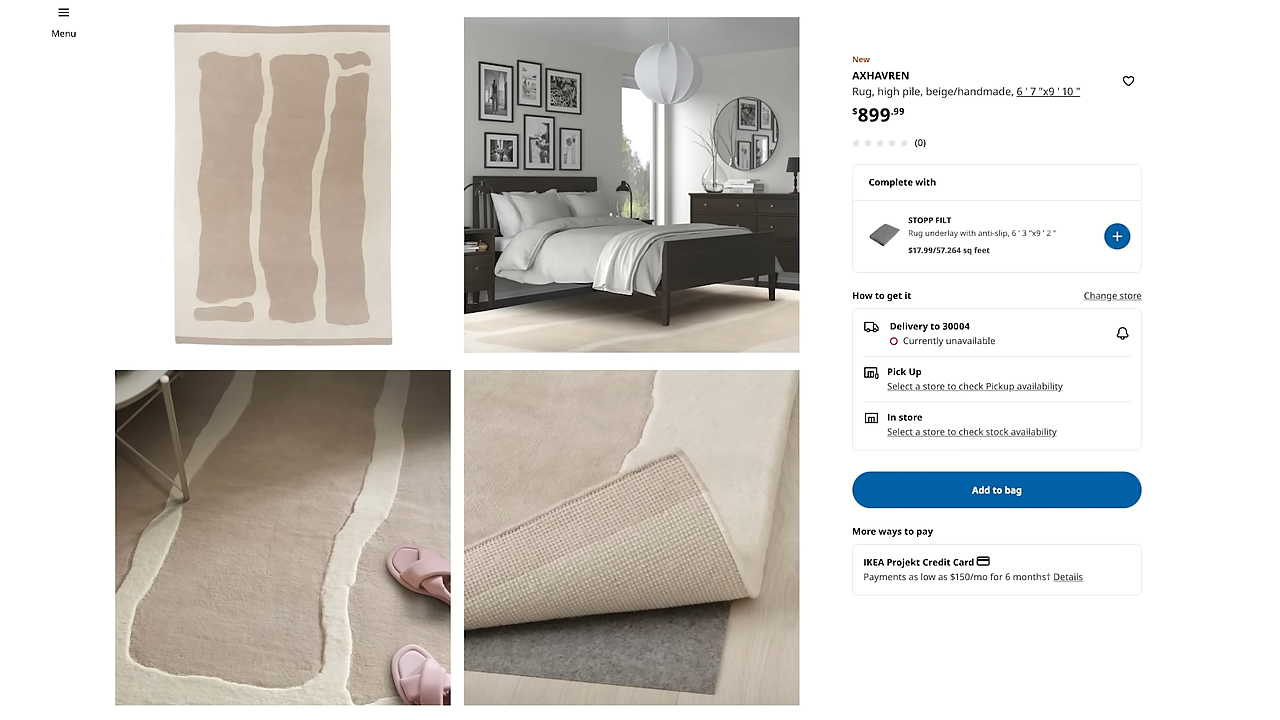 Menu
New
AXHAVREN
Rug, high pile, beige/handmade, 6 ' 7 "x9 ' 10 "
$899.99
(0)
Complete with
STOPP FILT
Rug underlay with anti-slip, 6 ' 3 "x9 ' 2 "
$17.99/57.264 sq feet
How to get it
Change store
Delivery to 30004
Currently unavailable
Pick Up
Select a store to check Pickup availability
In store
Select a store to check stock availability
Add to bag
More ways to pay
IKEA Projekt Credit Card
Payments as low as $150/mo for 6 months† Details